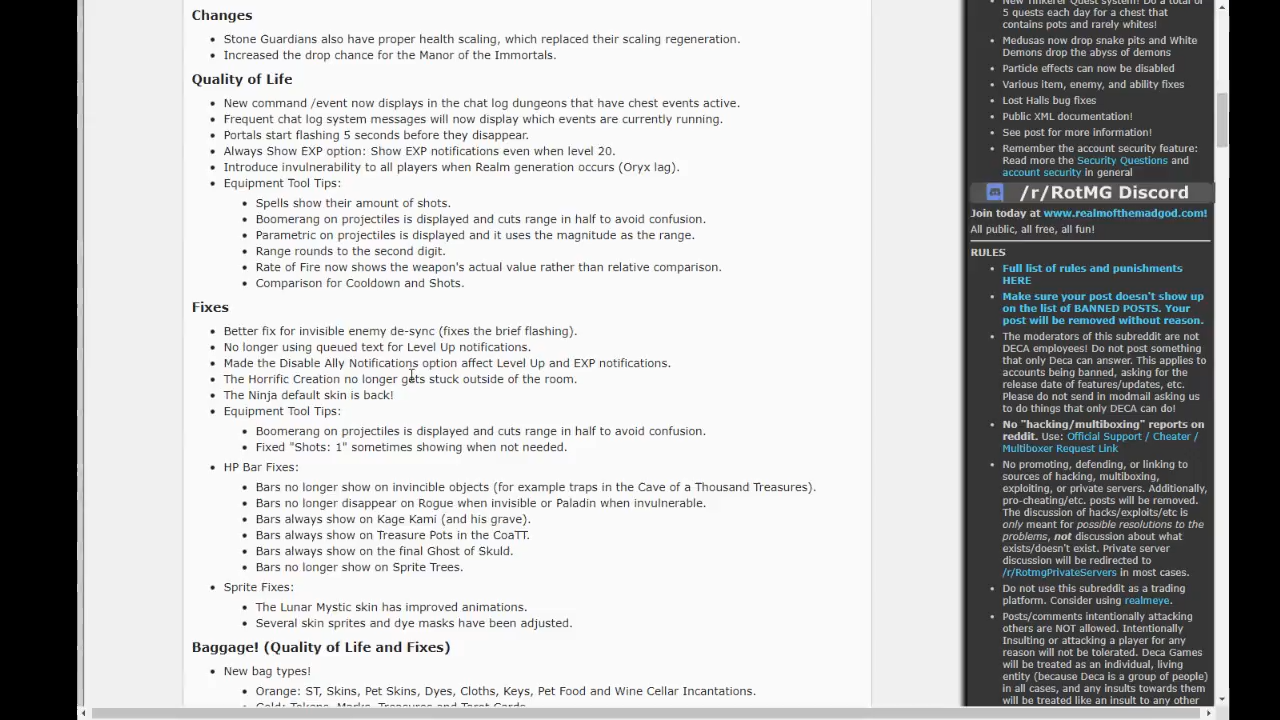 Changes
Stone Guardians also have proper health scaling, which replaced their scaling regeneration.
Increased the drop chance for the Manor of the Immortals.
Quality of Life
New command /event now displays in the chat log dungeons that have chest events active.
Frequent chat log system messages will now display which events are currently running.
Portals start flashing 5 seconds before they disappear.
Always Show EXP option: Show EXP notifications even when level 20.
Introduce invulnerability to all players when Realm generation occurs (Oryx lag).
Equipment Tool Tips:
Spells show their amount of shots.
Boomerang on projectiles is displayed and cuts range in half to avoid confusion.
Parametric on projectiles is displayed and it uses the magnitude as the range.
Range rounds to the second digit.
Rate of Fire now shows the weapon's actual value rather than relative comparison.
Comparison for Cooldown and Shots.
Fixes
Better fix for invisible enemy de-sync (fixes the brief flashing).
No longer using queued text for Level Up notifications.
Made the Disable Ally Notifications option affect Level Up and EXP notifications.
The Horrific Creation no longer gets stuck outside of the room.
The Ninja default skin is back!
Equipment Tool Tips:
Boomerang on projectiles is displayed and cuts range in half to avoid confusion.
Fixed "Shots: 1" sometimes showing when not needed.
HP Bar Fixes:
Bars no longer show on invincible objects (for example traps in the Cave of a Thousand Treasures).
Bars no longer disappear on Rogue when invisible or Paladin when invulnerable.
Bars always show on Kage Kami (and his grave).
Bars always show on Treasure Pots in the CoaTT.
Bars always show on the final Ghost of Skuld.
Bars no longer show on Sprite Trees.
Sprite Fixes:
The Lunar Mystic skin has improved animations.
Several skin sprites and dye masks have been adjusted.
Baggage! (Quality of Life and Fixes)
New bag types!
Orange: ST, Skins, Pet Skins, Dyes, Cloths, Keys, Pet Food and Wine Cellar Incantations.
Gold: Tokens, Marks, Treasures and Tarot Cards.
New Tinkerer Quest system! Do a total of
5 quests each day for a chest that
contains pots and rarely whites!
Medusas now drop snake pits and White
Demons drop the abyss of demons
Particle effects can now be disabled
Various item, enemy, and ability fixes
Lost Halls bug fixes
Public XML documentation!
See post for more information!
Remember the account security feature:
Read more the Security Questions and
account security in general
/r/RotMG Discord
Join today at www.realmofthemadgod.com!
All public, all free, all fun!
RULES
Full list of rules and punishments
HERE
Make sure your post doesn't show up
on the list of BANNED POSTS. Your
post will be removed without reason.
The moderators of this subreddit are not
DECA employees! Do not post something
that only Deca can answer. This applies to
accounts being banned, asking for the
release date of features/updates, etc.
Please do not send in modmail asking us
to do things that only DECA can do!
No "hacking/multiboxing" reports on
reddit. Use: Official Support / Cheater /
Multiboxer Request Link
No promoting, defending, or linking to
sources of hacking, multiboxing,
exploiting, or private servers. Additionally,
pro-cheating/etc. posts will be removed.
The discussion of hacks/exploits/etc is
only meant for possible resolutions to the
problems, not discussion about what
exists/doesn't exist. Private server
discussion will be redirected to
/r/RotmgPrivateServers in most cases.
Do not use this subreddit as a trading
platform. Consider using realmeye.
Posts/comments intentionally attacking
others are NOT allowed. Intentionally
Insulting or attacking a player for any
reason will not be tolerated. Deca Games
will be treated as an individual, living
entity (because Deca is a group of people)
in all cases, and any insults towards them
will be treated like an insult to any other